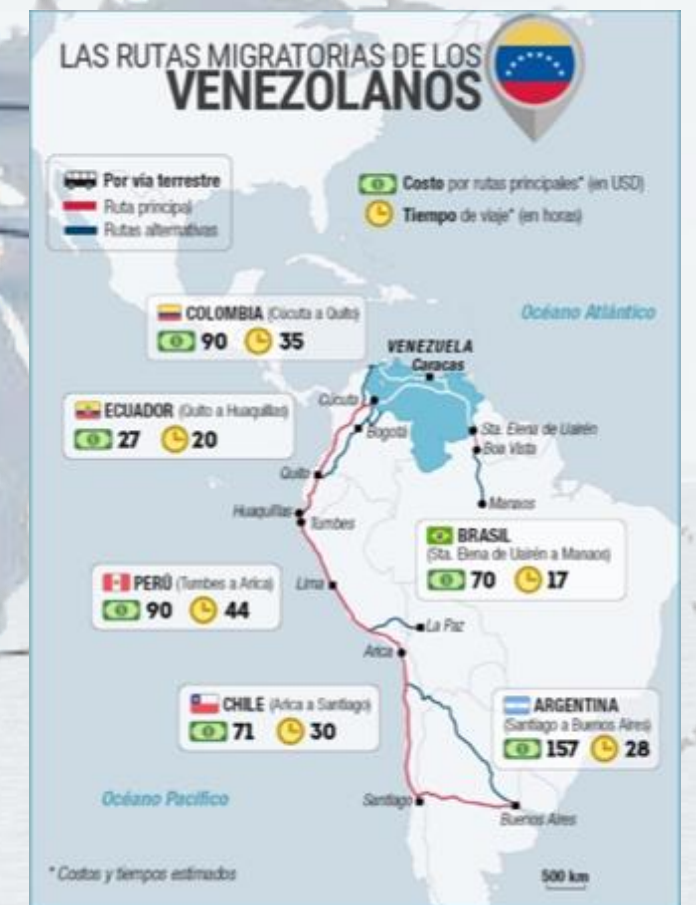 LAS RUTAS MIGRATORIAS DE LOS
VENEZOLANOS
Por vía terrestre
Ruta principal
Rutas alternativas
Costo por rutas principales* (en USD)
Tiempo de viaje* (en horas)
Océano Atlántico
COLOMBIA (Cúcuta a Quito)
90 35
VENEZUELA
Caracas
Cúcuta
ECUADOR (Quito a Huaquillas)
27 20
Bogotá
Sta. Elena de Uairén
Boa Vista
Quito
Manaos
Huaquillas
Tumbes
BRASIL
(Sta. Elena de Uairén a Manaos)
70 17
PERÚ (Tumbes a Arica)
90 44
Lima
La Paz
Arica
CHILE (Arica a Santiago)
71 30
ARGENTINA
(Santiago a Buenos Aires)
157 28
Océano Pacífico
Santiago
Buenos Aires
* Costos y tiempos estimados
500 km